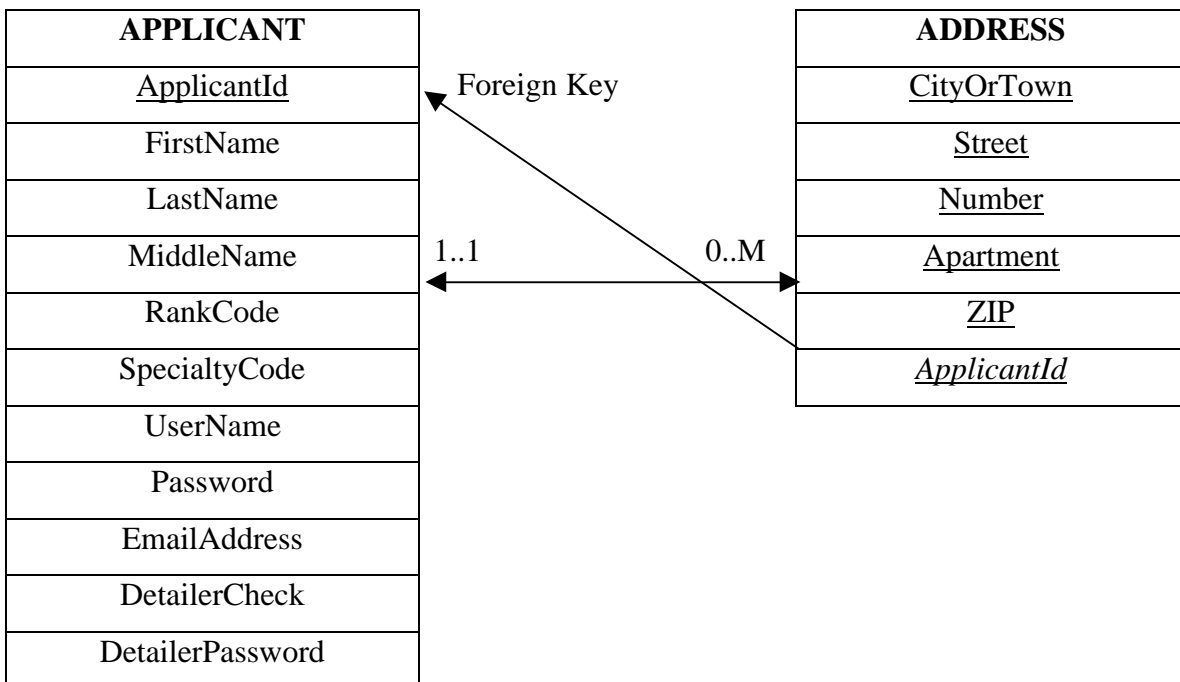 APPLICANT
ApplicantId
FirstName
LastName
MiddleName
RankCode
SpecialtyCode
UserName
Password
EmailAddress
DetailerCheck
DetailerPassword
Foreign Key
1..1
0..M
ADDRESS
CityOrTown
Street
Number
Apartment
ZIP
ApplicantId